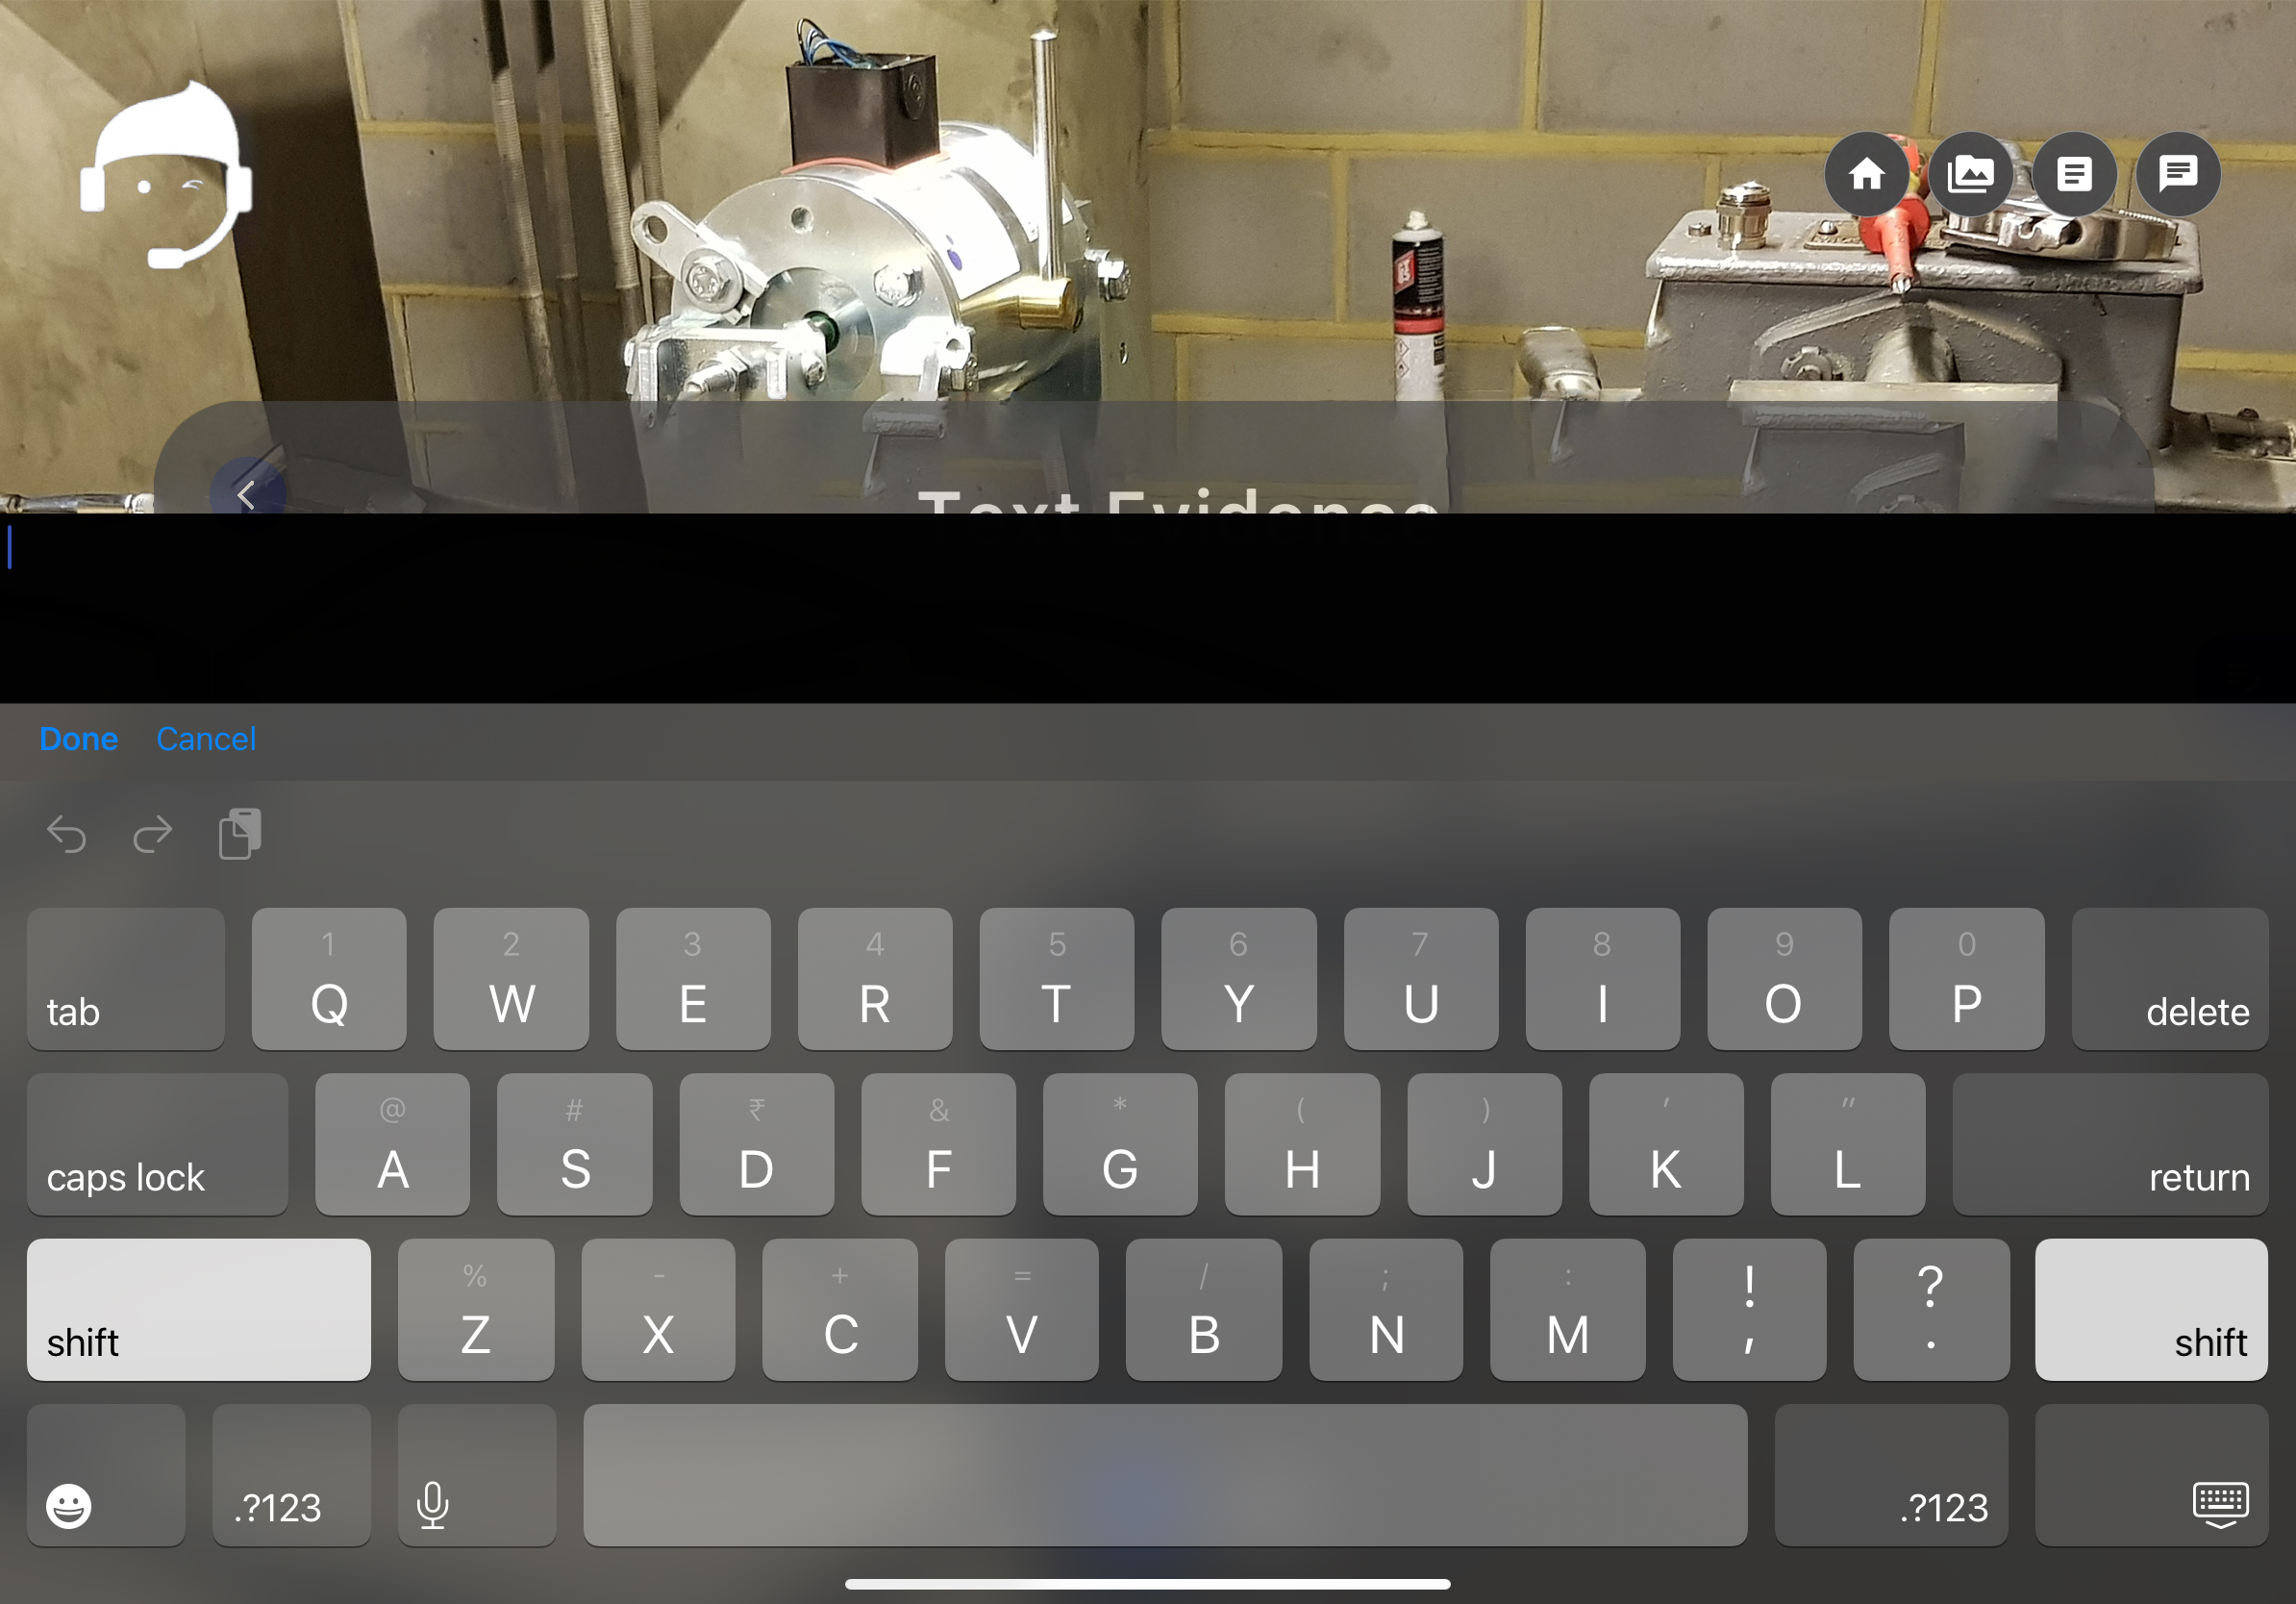 Text Evidence
Done Cancel
tab 1 Q 2 W 3 E 4 R 5 T 6 Y 7 U 8 I 9 O 0 P delete
caps lock @ A # S ₹ D & F * G ( H ) J ' K " L return
shift % Z - X + C = V / B ; N : M ! , ? . shift
.?123 .?123